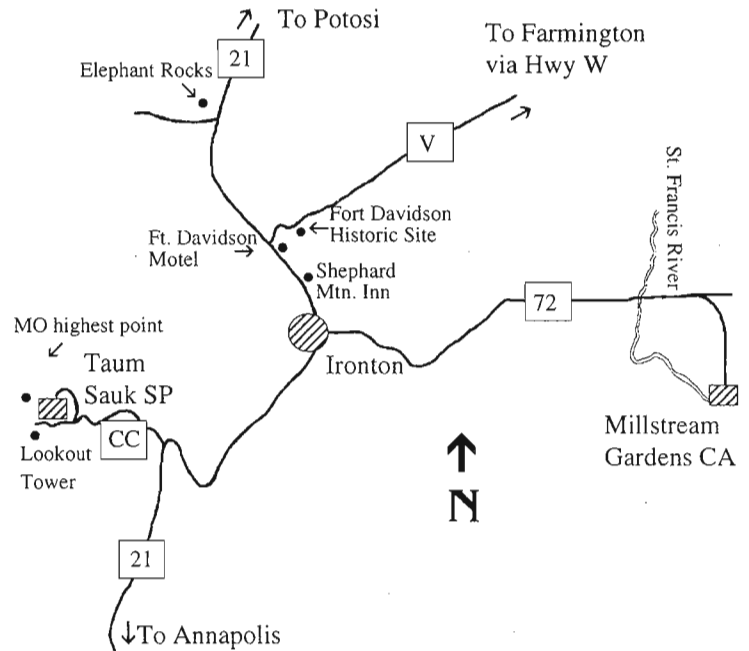 To Potosi
To Farmington
via Hwy W
21
Elephant Rocks
V
St. Francis River
Fort Davidson
Historic Site
Ft. Davidson
Motel
Shephard
Mtn. Inn
72
MO highest point
Ironton
Taum
Sauk SP
CC
Millstream
Gardens CA
Lookout
Tower
N
21
To Annapolis